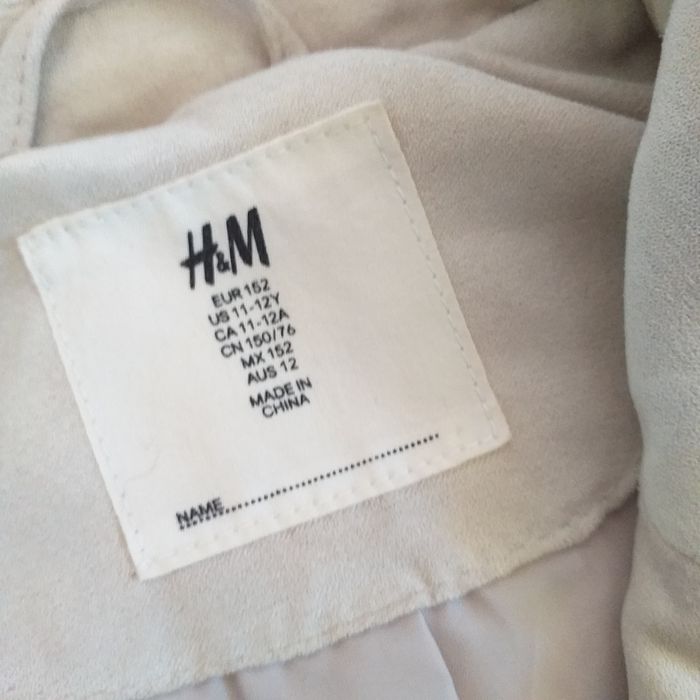 H&M
EUR 152
US 11-12Y
CA 11-12A
CN 150/76
MX 152
AUS 12
MADE IN
CHINA
NAME